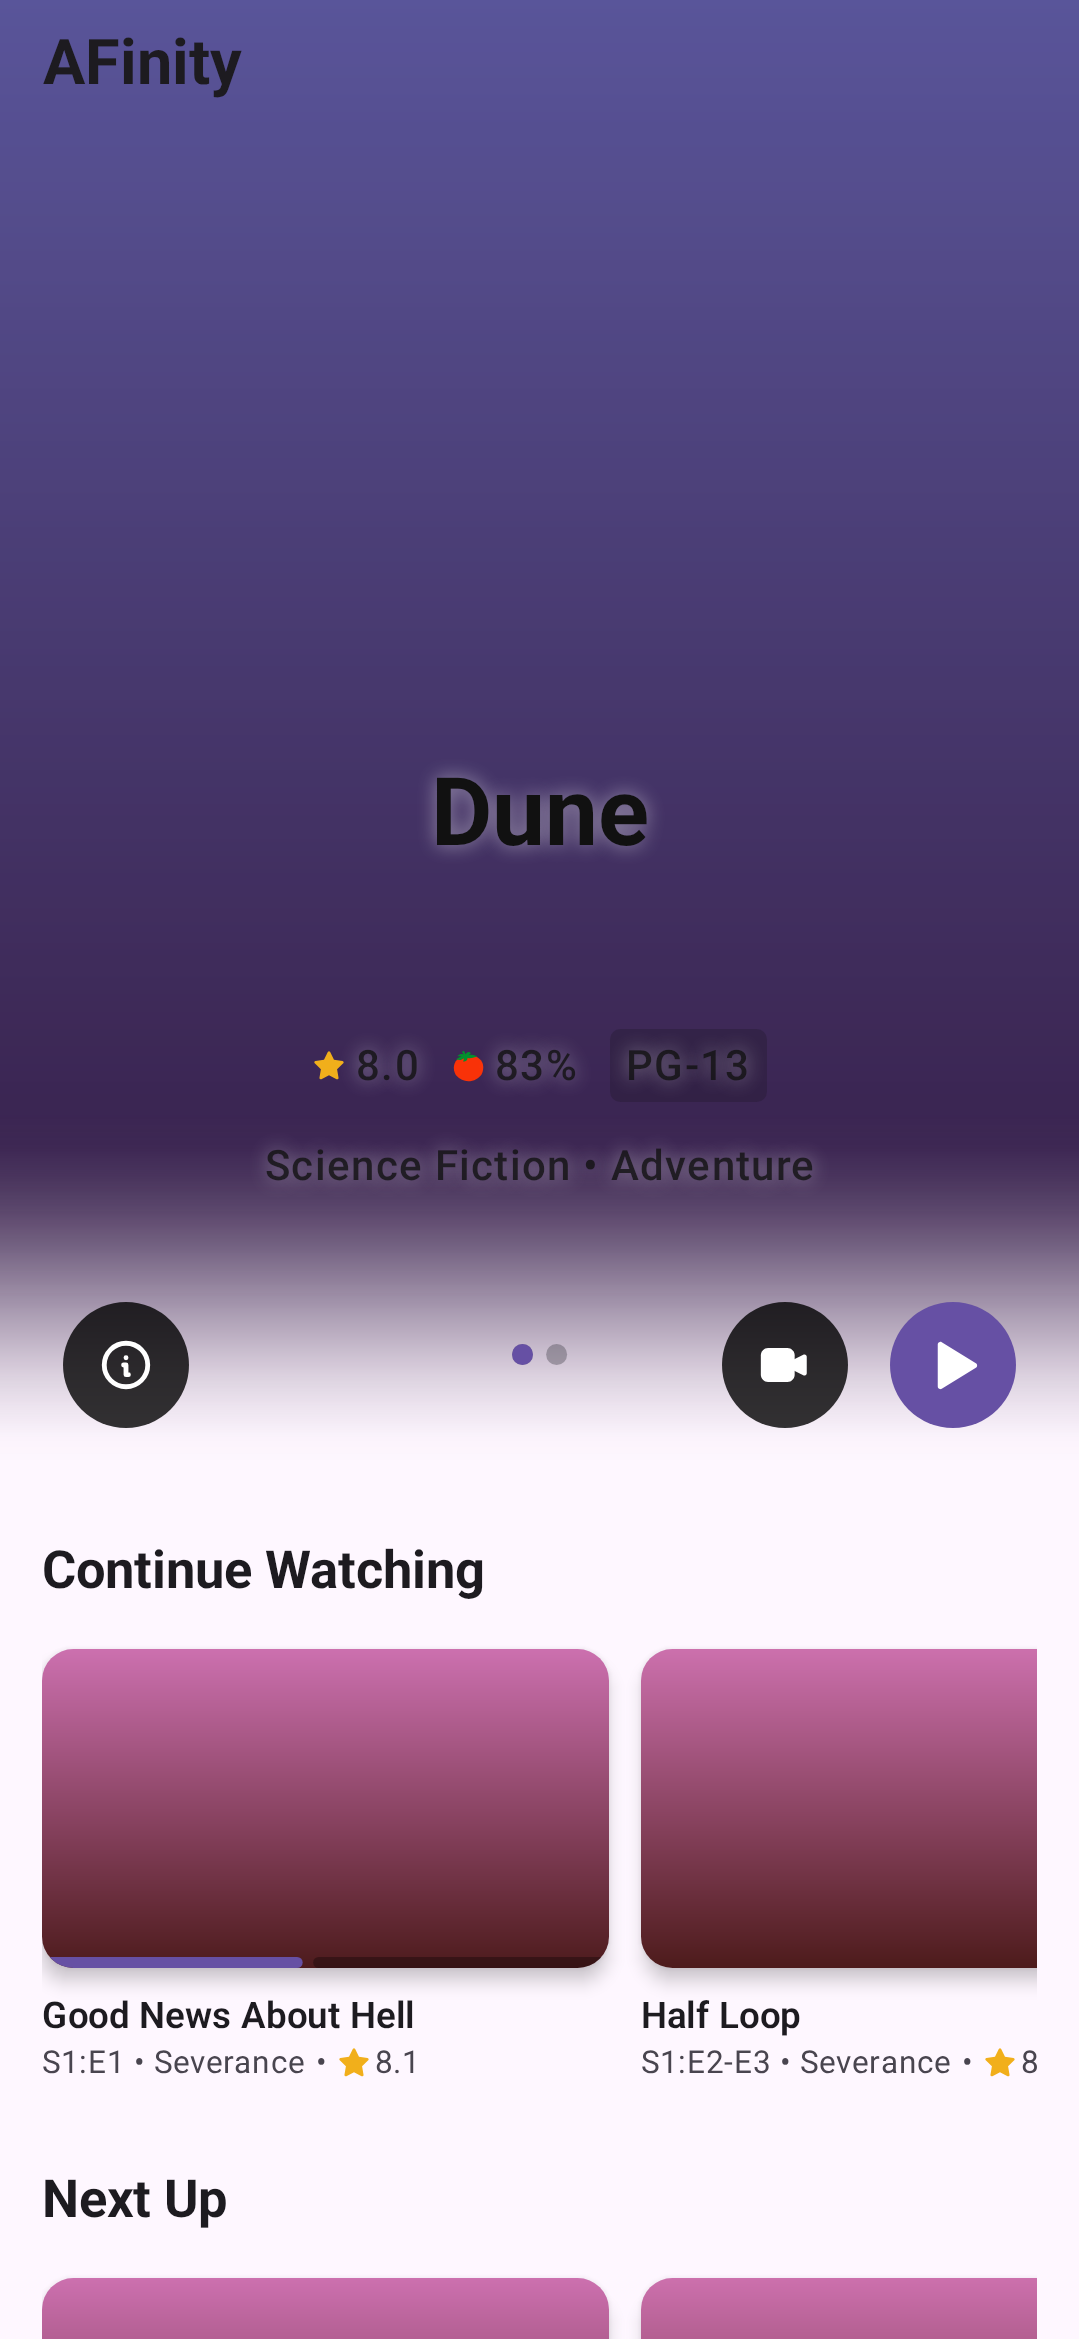 AFinity
Dune
8.0 83% PG-13
Science Fiction • Adventure
Continue Watching
Good News About Hell
S1:E1 • Severance • 8.1
Half Loop
S1:E2-E3 • Severance • 8
Next Up